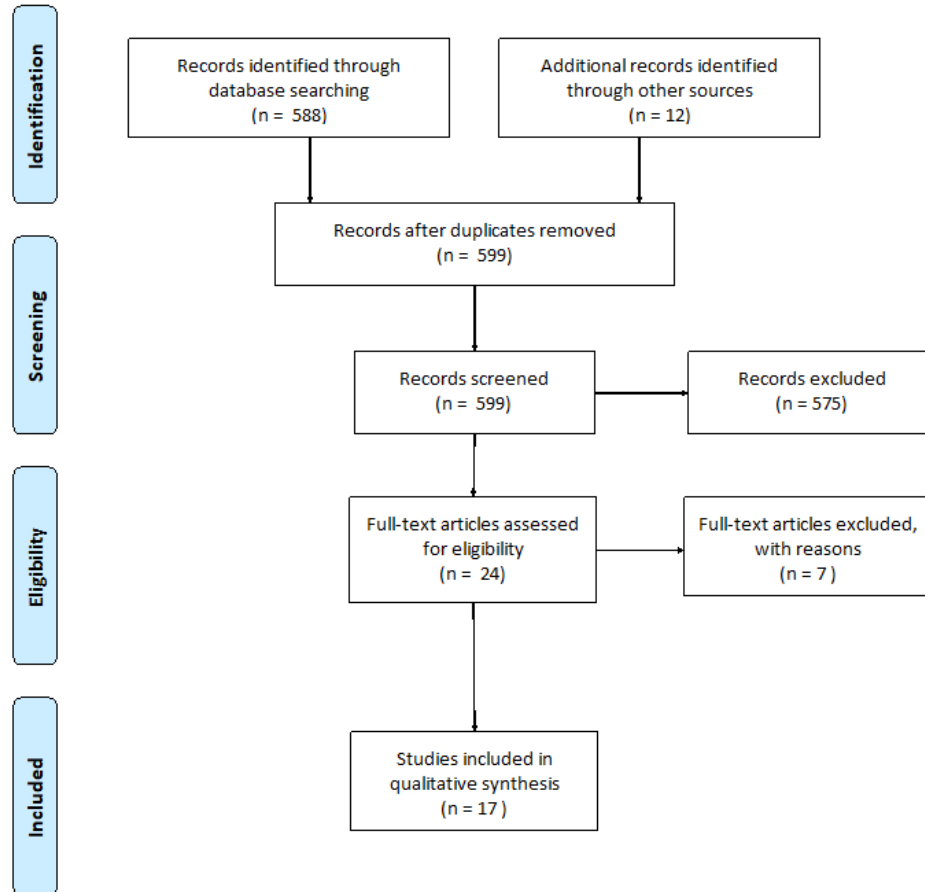 Identification
Records identified through
database searching
(n = 588)
Additional records identified
through other sources
(n = 12)
Records after duplicates removed
(n = 599)
Screening
Records screened
(n = 599)
Records excluded
(n = 575)
Eligibility
Full-text articles assessed
for eligibility
(n = 24)
Full-text articles excluded,
with reasons
(n = 7 )
Included
Studies included in
qualitative synthesis
(n = 17 )